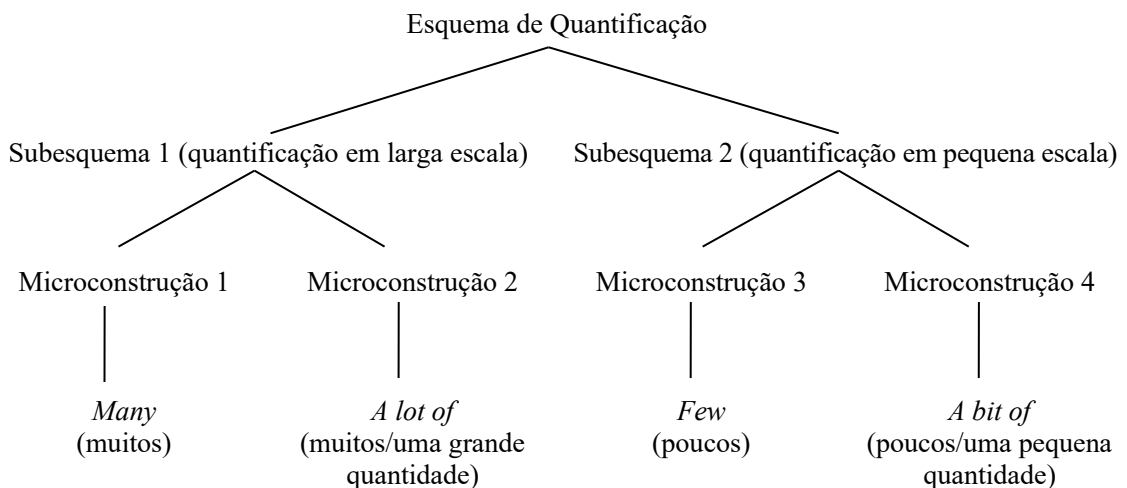 Esquema de Quantificação
Subesquema 1 (quantificação em larga escala)
Subesquema 2 (quantificação em pequena escala)
Microconstrução 1
Microconstrução 2
Microconstrução 3
Microconstrução 4
Many
(muitos)
A lot of
(muitos/uma grande
quantidade)
Few
(poucos)
A bit of
(poucos/uma pequena
quantidade)